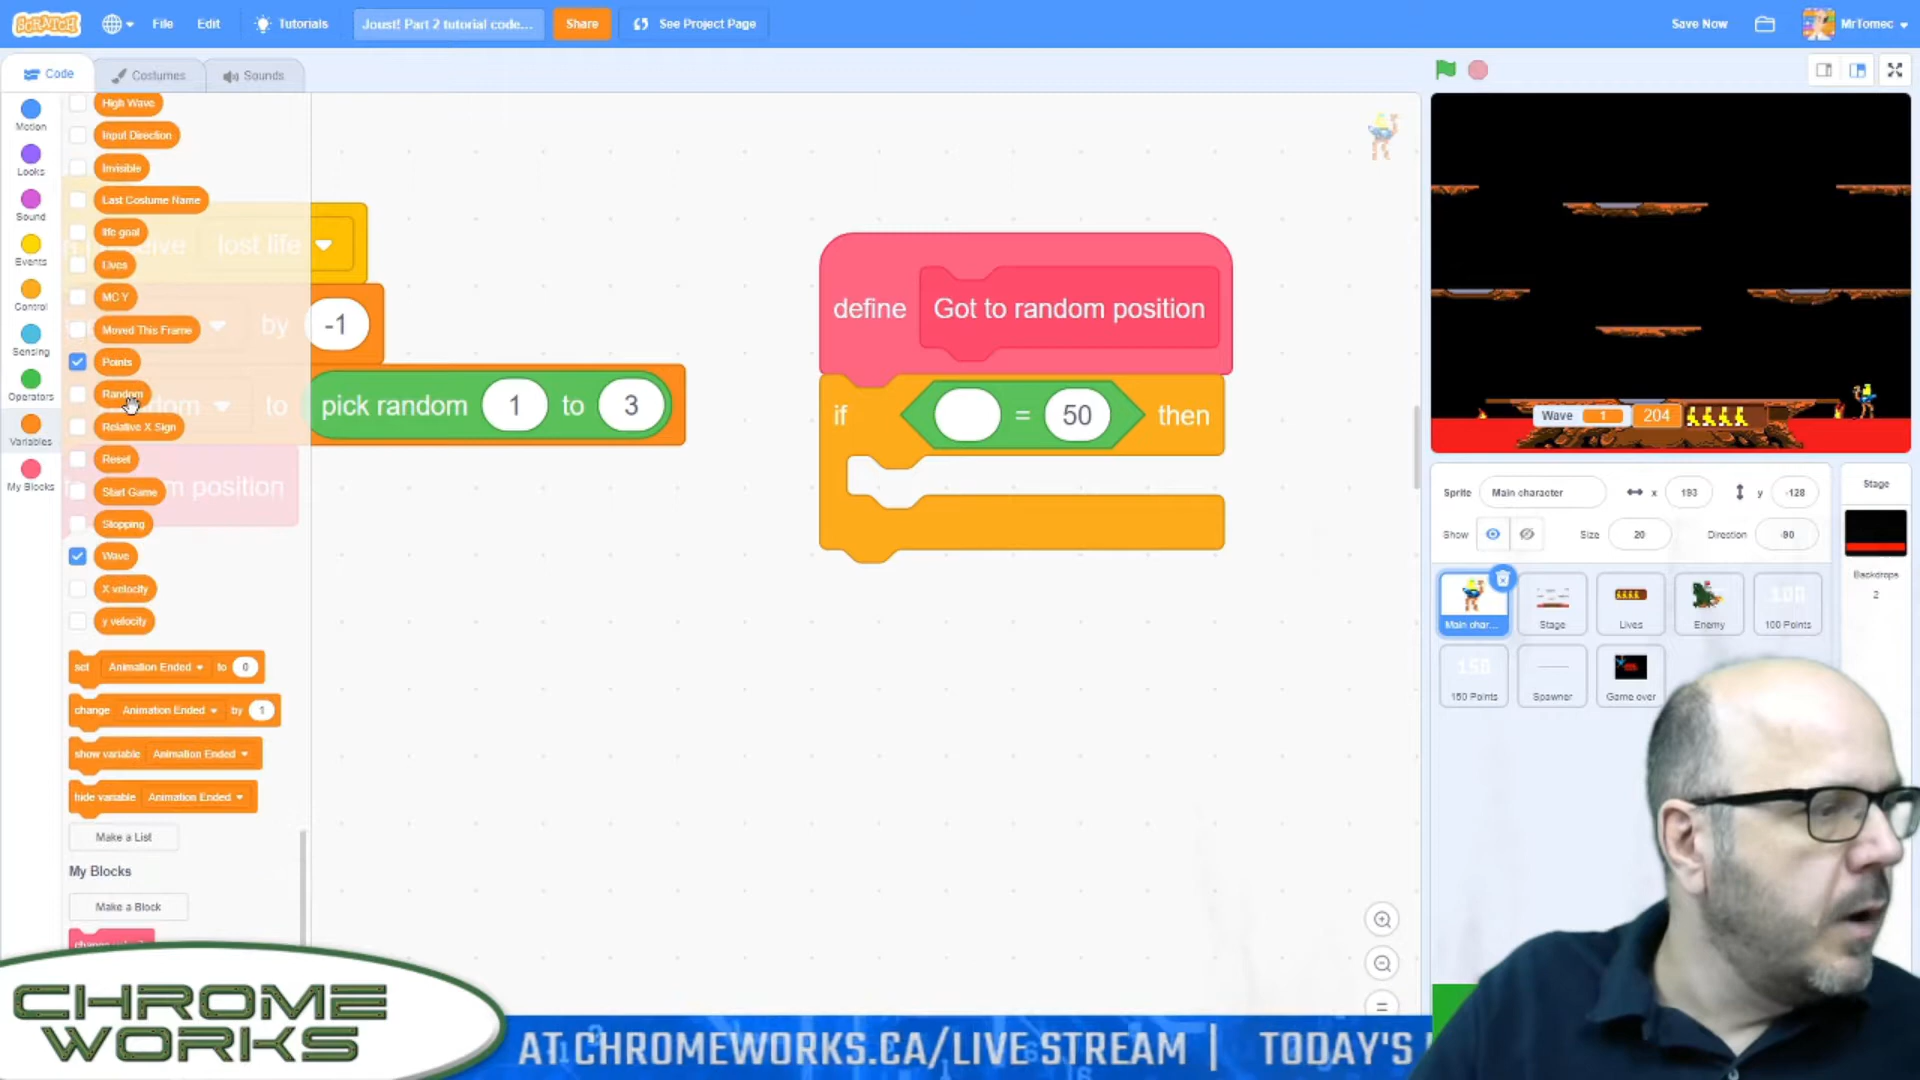 SCRATCH
File
Edit
Tutorials
Joust! Part 2 tutorial code...
Share
See Project Page
Save Now
MrTomec
Code
Costumes
Sounds
Motion
Looks
Sound
Events
Control
Sensing
Operators
Variables
My Blocks
High Wave
Input Direction
Invisible
Last Costume Name
life goal
Lives
MC Y
Moved This Frame
Points
Random
Relative X Sign
Reset
Start Game
Stopping
Wave
X velocity
y velocity
set Animation Ended to 0
change Animation Ended by 1
show variable Animation Ended
hide variable Animation Ended
Make a List
My Blocks
Make a Block
lost life
by -1
to pick random 1 to 3
position
define Got to random position
if = 50 then
Wave 1 204
Sprite Main character x 193 y -128
Show Size 20 Direction -90
Main char...
Stage
Lives
Enemy
100 Points
150 Points
Spawner
Game over
Stage
Backdrops
2
CHROME
WORKS
AT CHROMEWORKS.CA/LIVE STREAM | TODAY'S